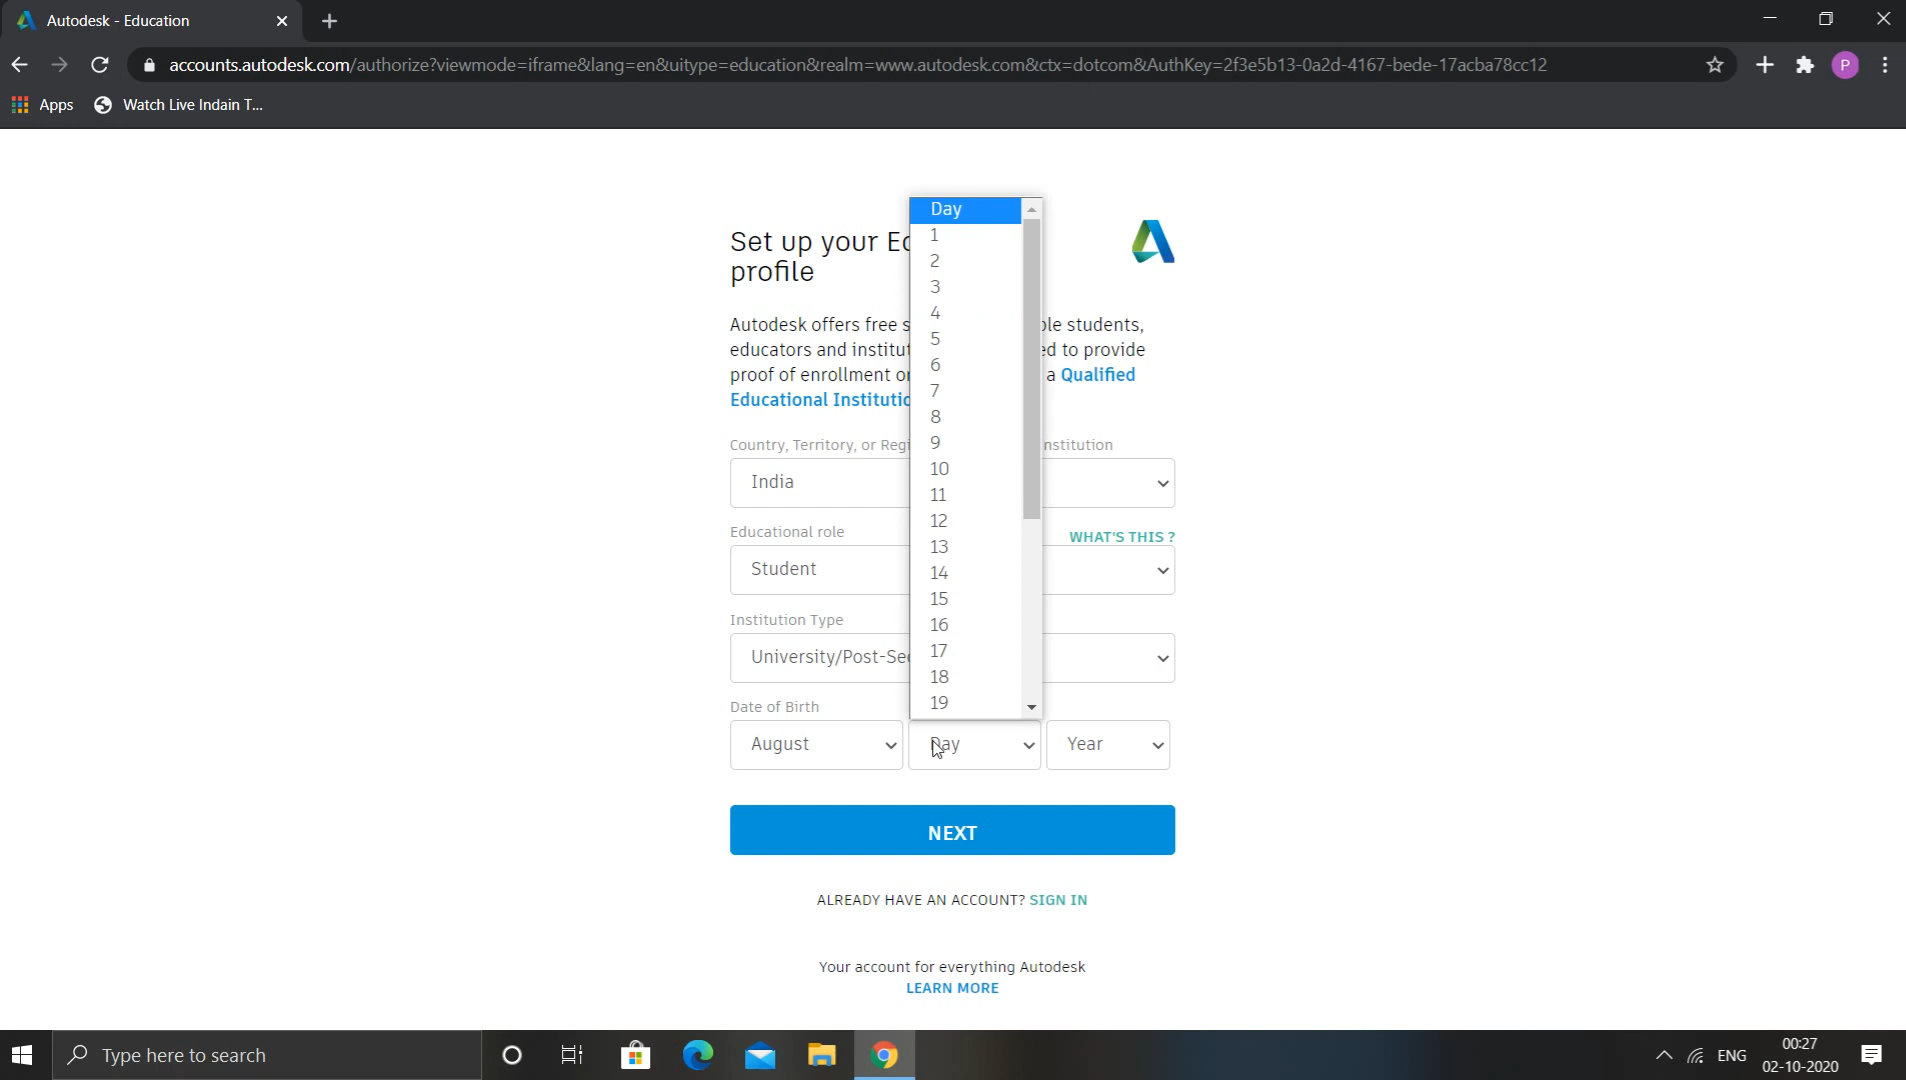 Autodesk - Education
accounts.autodesk.com/authorize?viewmode=iframe&lang=en&uitype=education&realm=www.autodesk.com&ctx=dotcom&AuthKey=2f3e5b13-0a2d-4167-bede-17acba78cc12
P
Apps
Watch Live Indain T...
Set up your Ed
profile
Autodesk offers free s ble students,
educators and institut ed to provide
proof of enrollment or a Qualified
Educational Institutio
Country, Territory, or Regi nstitution
India
Educational role
WHAT'S THIS ?
Student
Institution Type
University/Post-Sec
Date of Birth
August
Day
Year
Day
1
2
3
4
5
6
7
8
9
10
11
12
13
14
15
16
17
18
19
NEXT
ALREADY HAVE AN ACCOUNT? SIGN IN
Your account for everything Autodesk
LEARN MORE
Type here to search
ENG
00:27
02-10-2020